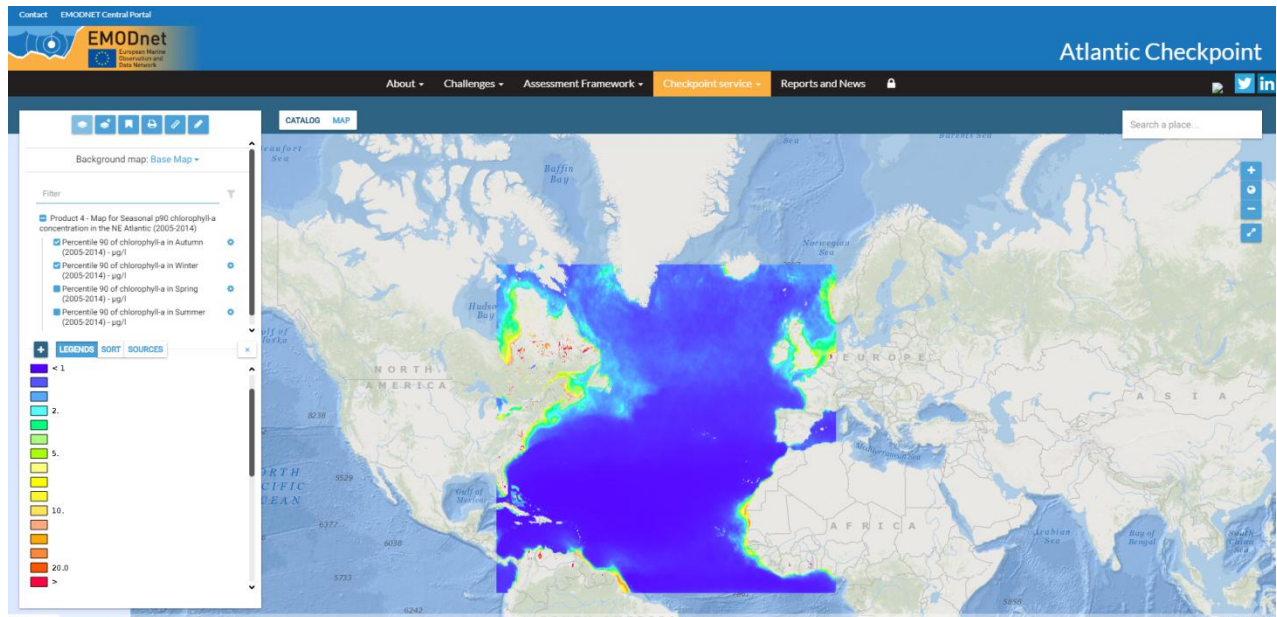 Contact EMODNET Central Portal
EMODnet
European Marine
Observation and
Data Network
Atlantic Checkpoint
About Challenges Assessment Framework Checkpoint service Reports and News
in
CATALOG MAP
Search a place...
Background map: Base Map
Filter
Product 4 - Map for Seasonal p90 chlorophyll-a
concentration in the NE Atlantic (2005-2014)
Percentile 90 of chlorophyll-a in Autumn
(2005-2014) - µg/l
Percentile 90 of chlorophyll-a in Winter
(2005-2014) - µg/l
Percentile 90 of chlorophyll-a in Spring
(2005-2014) - µg/l
Percentile 90 of chlorophyll-a in Summer
(2005-2014) - µg/l
+ LEGENDS SORT SOURCES ×
< 1
2.
5.
10.
20.0
>
Sea
Baffin
Bay
Sea
Norwegian
Sea
Hudson
Bay
NORTH
AMERICA
EUROPE
ASIA
8238
5529
Gulf of
Mexico
6377
6038
AFRICA
Arabian
Sea
Bay of
Bengal
5733
6242
5850